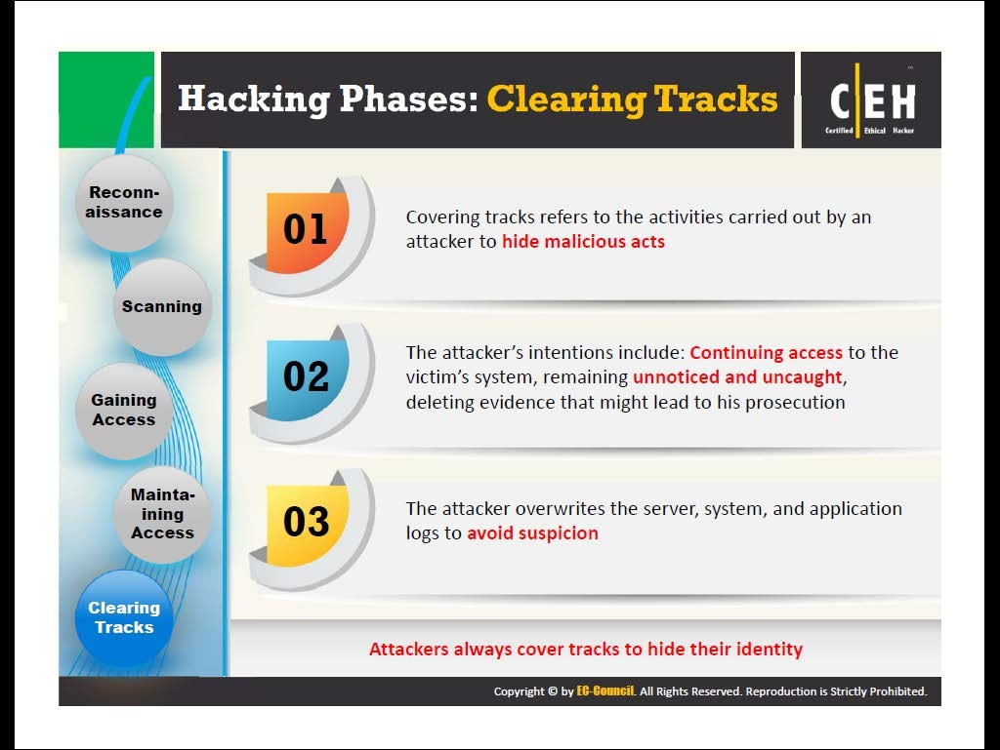 Hacking Phases: Clearing Tracks
C|EH
Certified Ethical Hacker
Reconn-
aissance
Scanning
Gaining
Access
Mainta-
ining
Access
Clearing
Tracks
01
Covering tracks refers to the activities carried out by an
attacker to hide malicious acts
02
The attacker’s intentions include: Continuing access to the
victim’s system, remaining unnoticed and uncaught,
deleting evidence that might lead to his prosecution
03
The attacker overwrites the server, system, and application
logs to avoid suspicion
Attackers always cover tracks to hide their identity
Copyright © by EC-Council. All Rights Reserved. Reproduction is Strictly Prohibited.